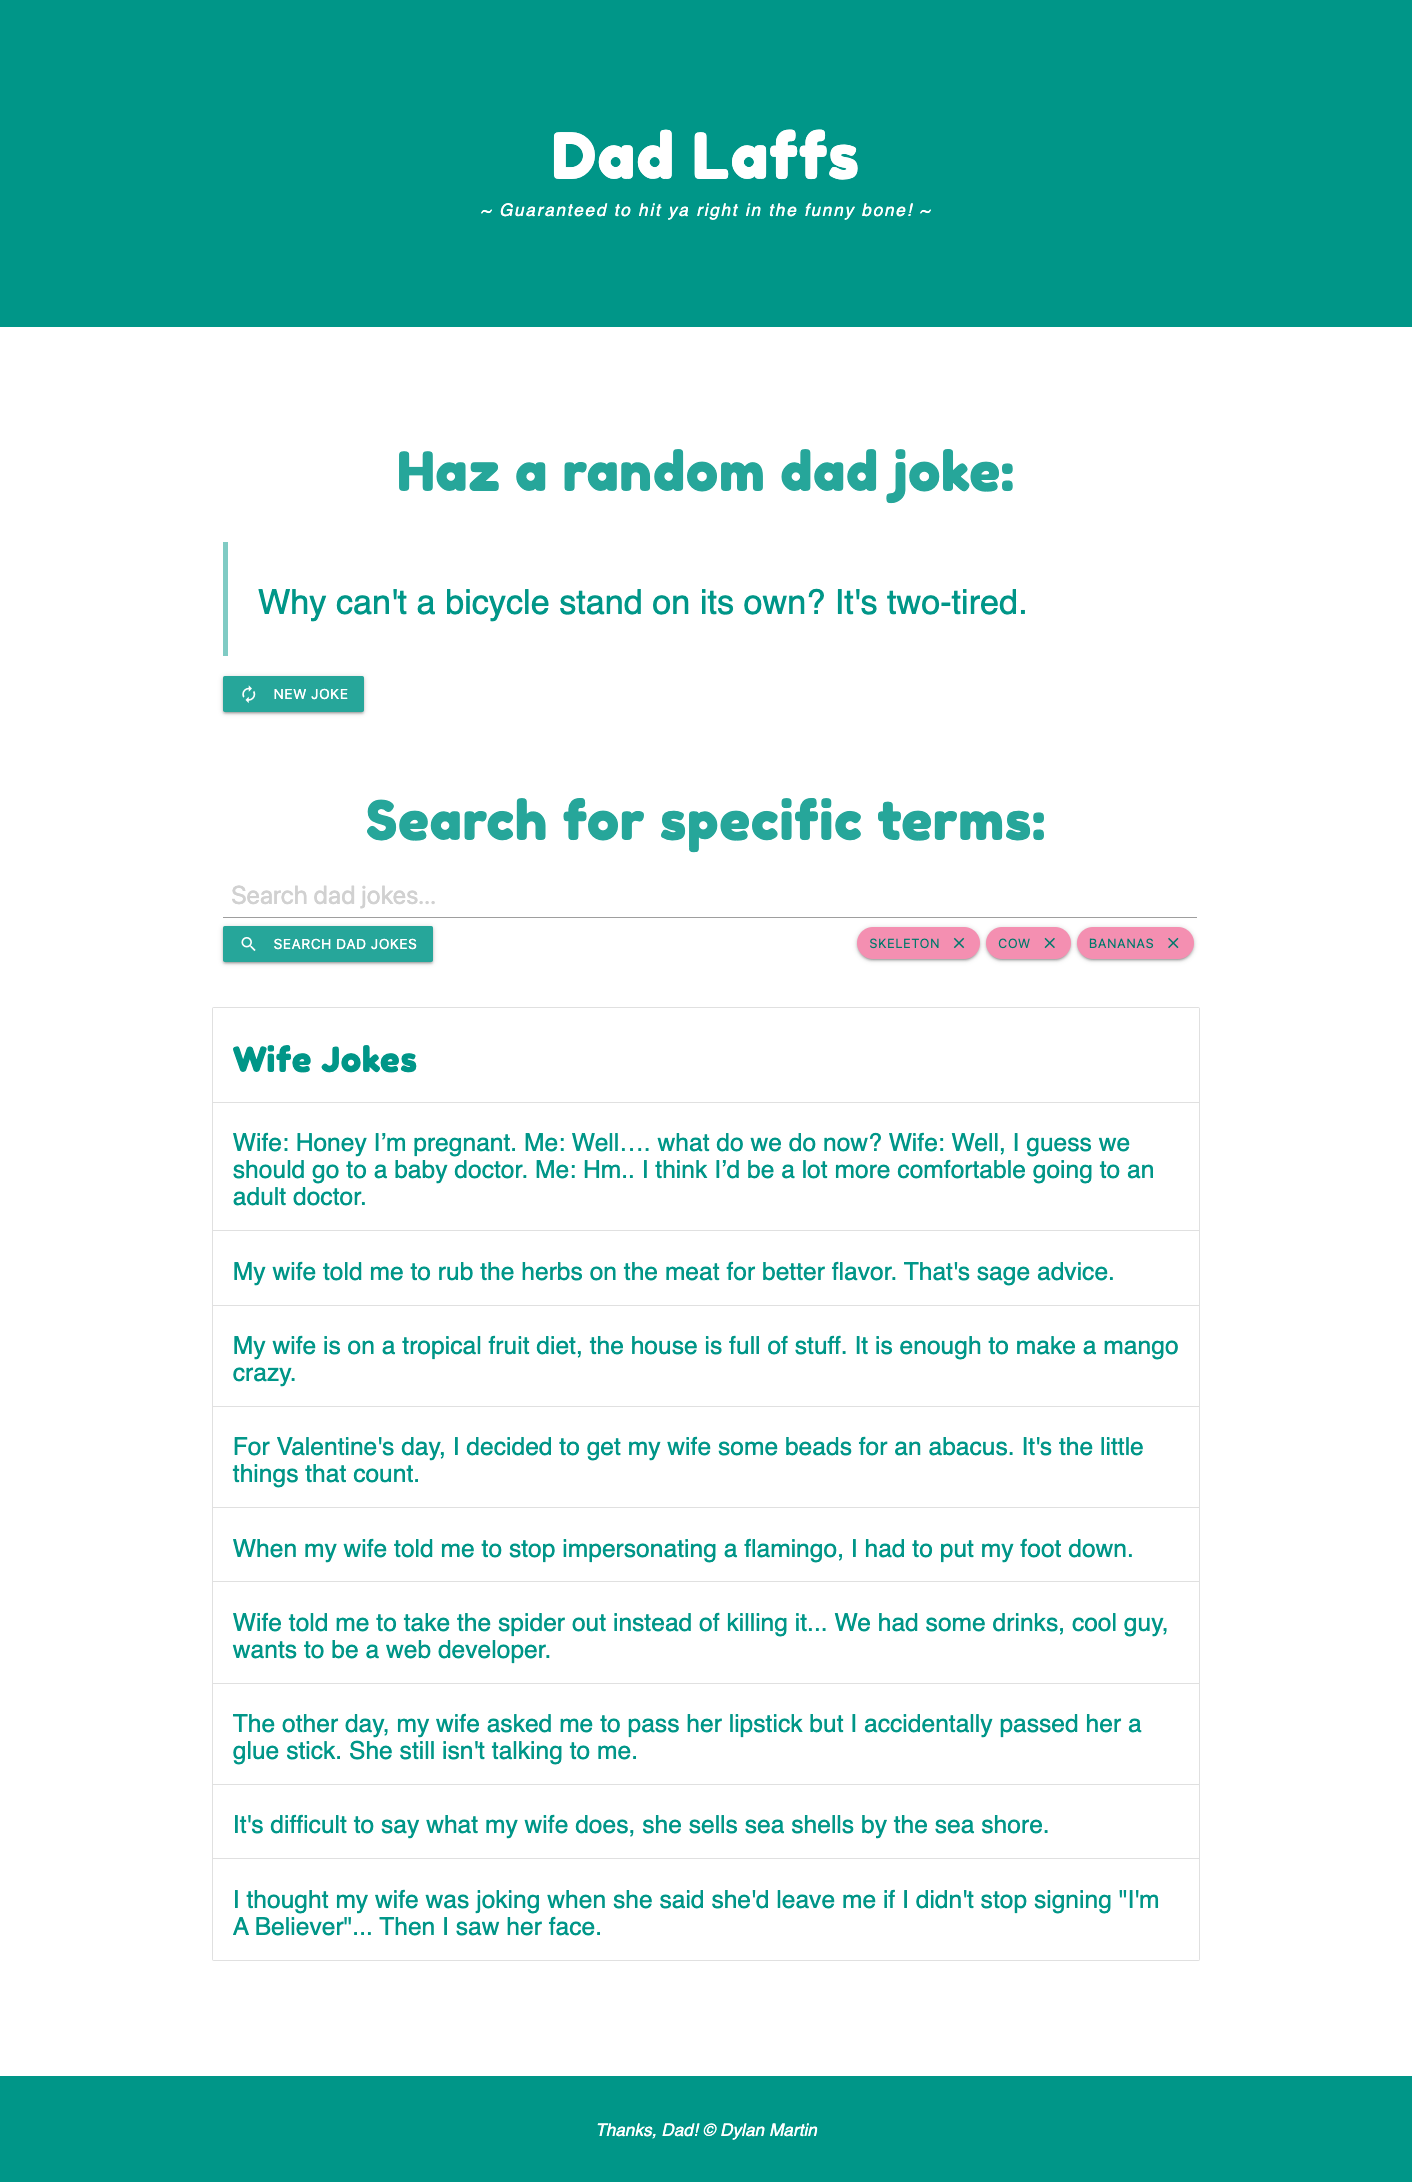 Dad Laffs
~ Guaranteed to hit ya right in the funny bone! ~
Haz a random dad joke:
Why can't a bicycle stand on its own? It's two-tired.
NEW JOKE
Search for specific terms:
Search dad jokes...
SEARCH DAD JOKES
SKELETON
COW
BANANAS
Wife Jokes
Wife: Honey I’m pregnant. Me: Well…. what do we do now? Wife: Well, I guess we
should go to a baby doctor. Me: Hm.. I think I’d be a lot more comfortable going to an
adult doctor.
My wife told me to rub the herbs on the meat for better flavor. That's sage advice.
My wife is on a tropical fruit diet, the house is full of stuff. It is enough to make a mango
crazy.
For Valentine's day, I decided to get my wife some beads for an abacus. It's the little
things that count.
When my wife told me to stop impersonating a flamingo, I had to put my foot down.
Wife told me to take the spider out instead of killing it... We had some drinks, cool guy,
wants to be a web developer.
The other day, my wife asked me to pass her lipstick but I accidentally passed her a
glue stick. She still isn't talking to me.
It's difficult to say what my wife does, she sells sea shells by the sea shore.
I thought my wife was joking when she said she'd leave me if I didn't stop signing "I'm
A Believer"... Then I saw her face.
Thanks, Dad! © Dylan Martin